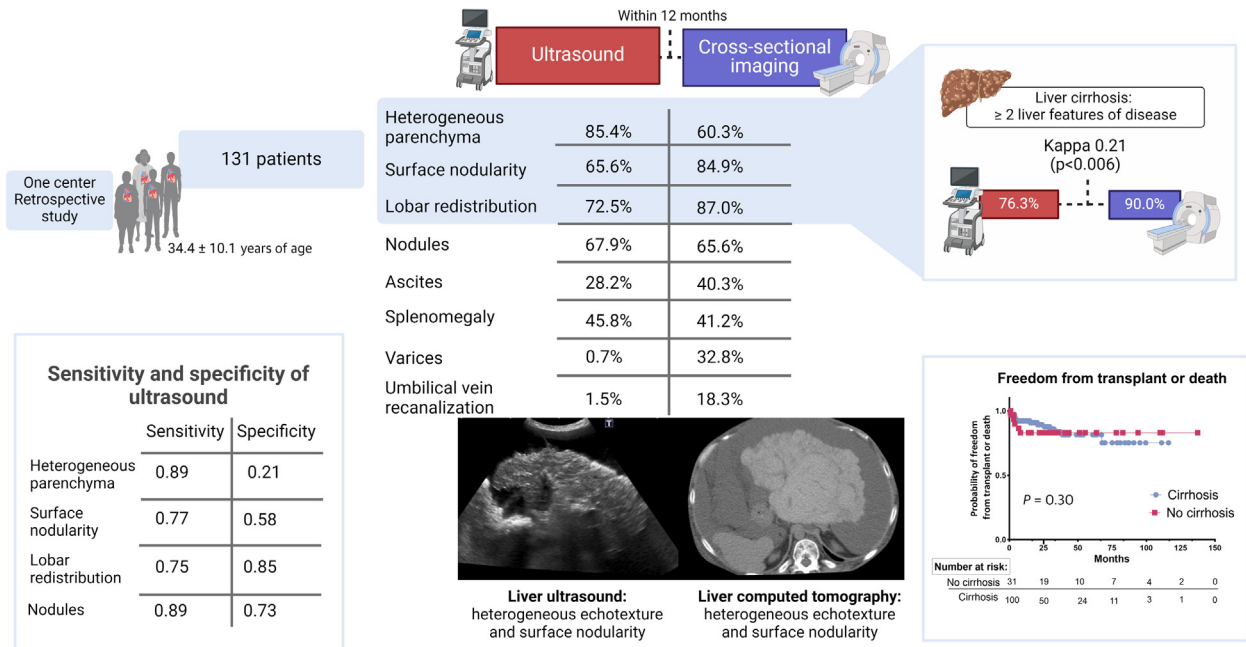 Within 12 months
Ultrasound
Cross-sectional
imaging
One center
Retrospective
study
131 patients
34.4 ± 10.1 years of age
Heterogeneous
parenchyma 85.4% 60.3%
Surface nodularity 65.6% 84.9%
Lobar redistribution 72.5% 87.0%
Nodules 67.9% 65.6%
Ascites 28.2% 40.3%
Splenomegaly 45.8% 41.2%
Varices 0.7% 32.8%
Umbilical vein
recanalization 1.5% 18.3%
Liver cirrhosis:
≥ 2 liver features of disease
Kappa 0.21
(p<0.006)
76.3% 90.0%
Sensitivity and specificity of
ultrasound
Sensitivity Specificity
Heterogeneous
parenchyma 0.89 0.21
Surface
nodularity 0.77 0.58
Lobar
redistribution 0.75 0.85
Nodules 0.89 0.73
T
Liver ultrasound:
heterogeneous echotexture
and surface nodularity
Liver computed tomography:
heterogeneous echotexture
and surface nodularity
Freedom from transplant or death
Probability of freedom
from transplant or death
1.0
0.5
0.0
P = 0.30
Cirrhosis
No cirrhosis
0 25 50 75 100 125 150
Months
Number at risk:
No cirrhosis 31 19 10 7 4 2 0
Cirrhosis 100 50 24 11 3 1 0